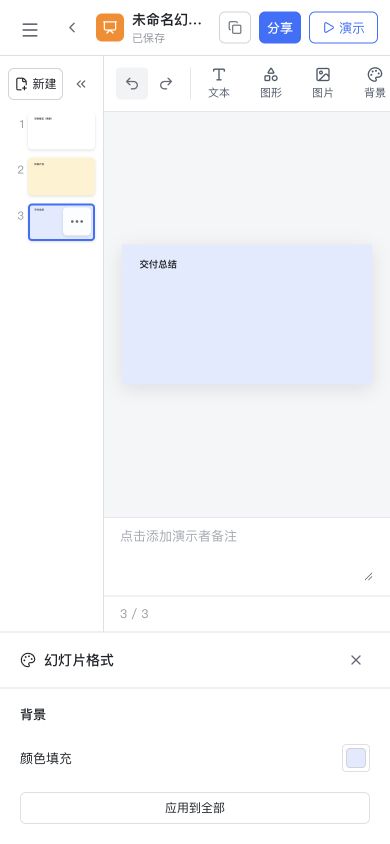 未命名幻...
已保存
分享
演示
新建
文本
图形
图片
背景
1
2
3
交付总结
点击添加演示者备注
3 / 3
幻灯片格式
背景
颜色填充
应用到全部